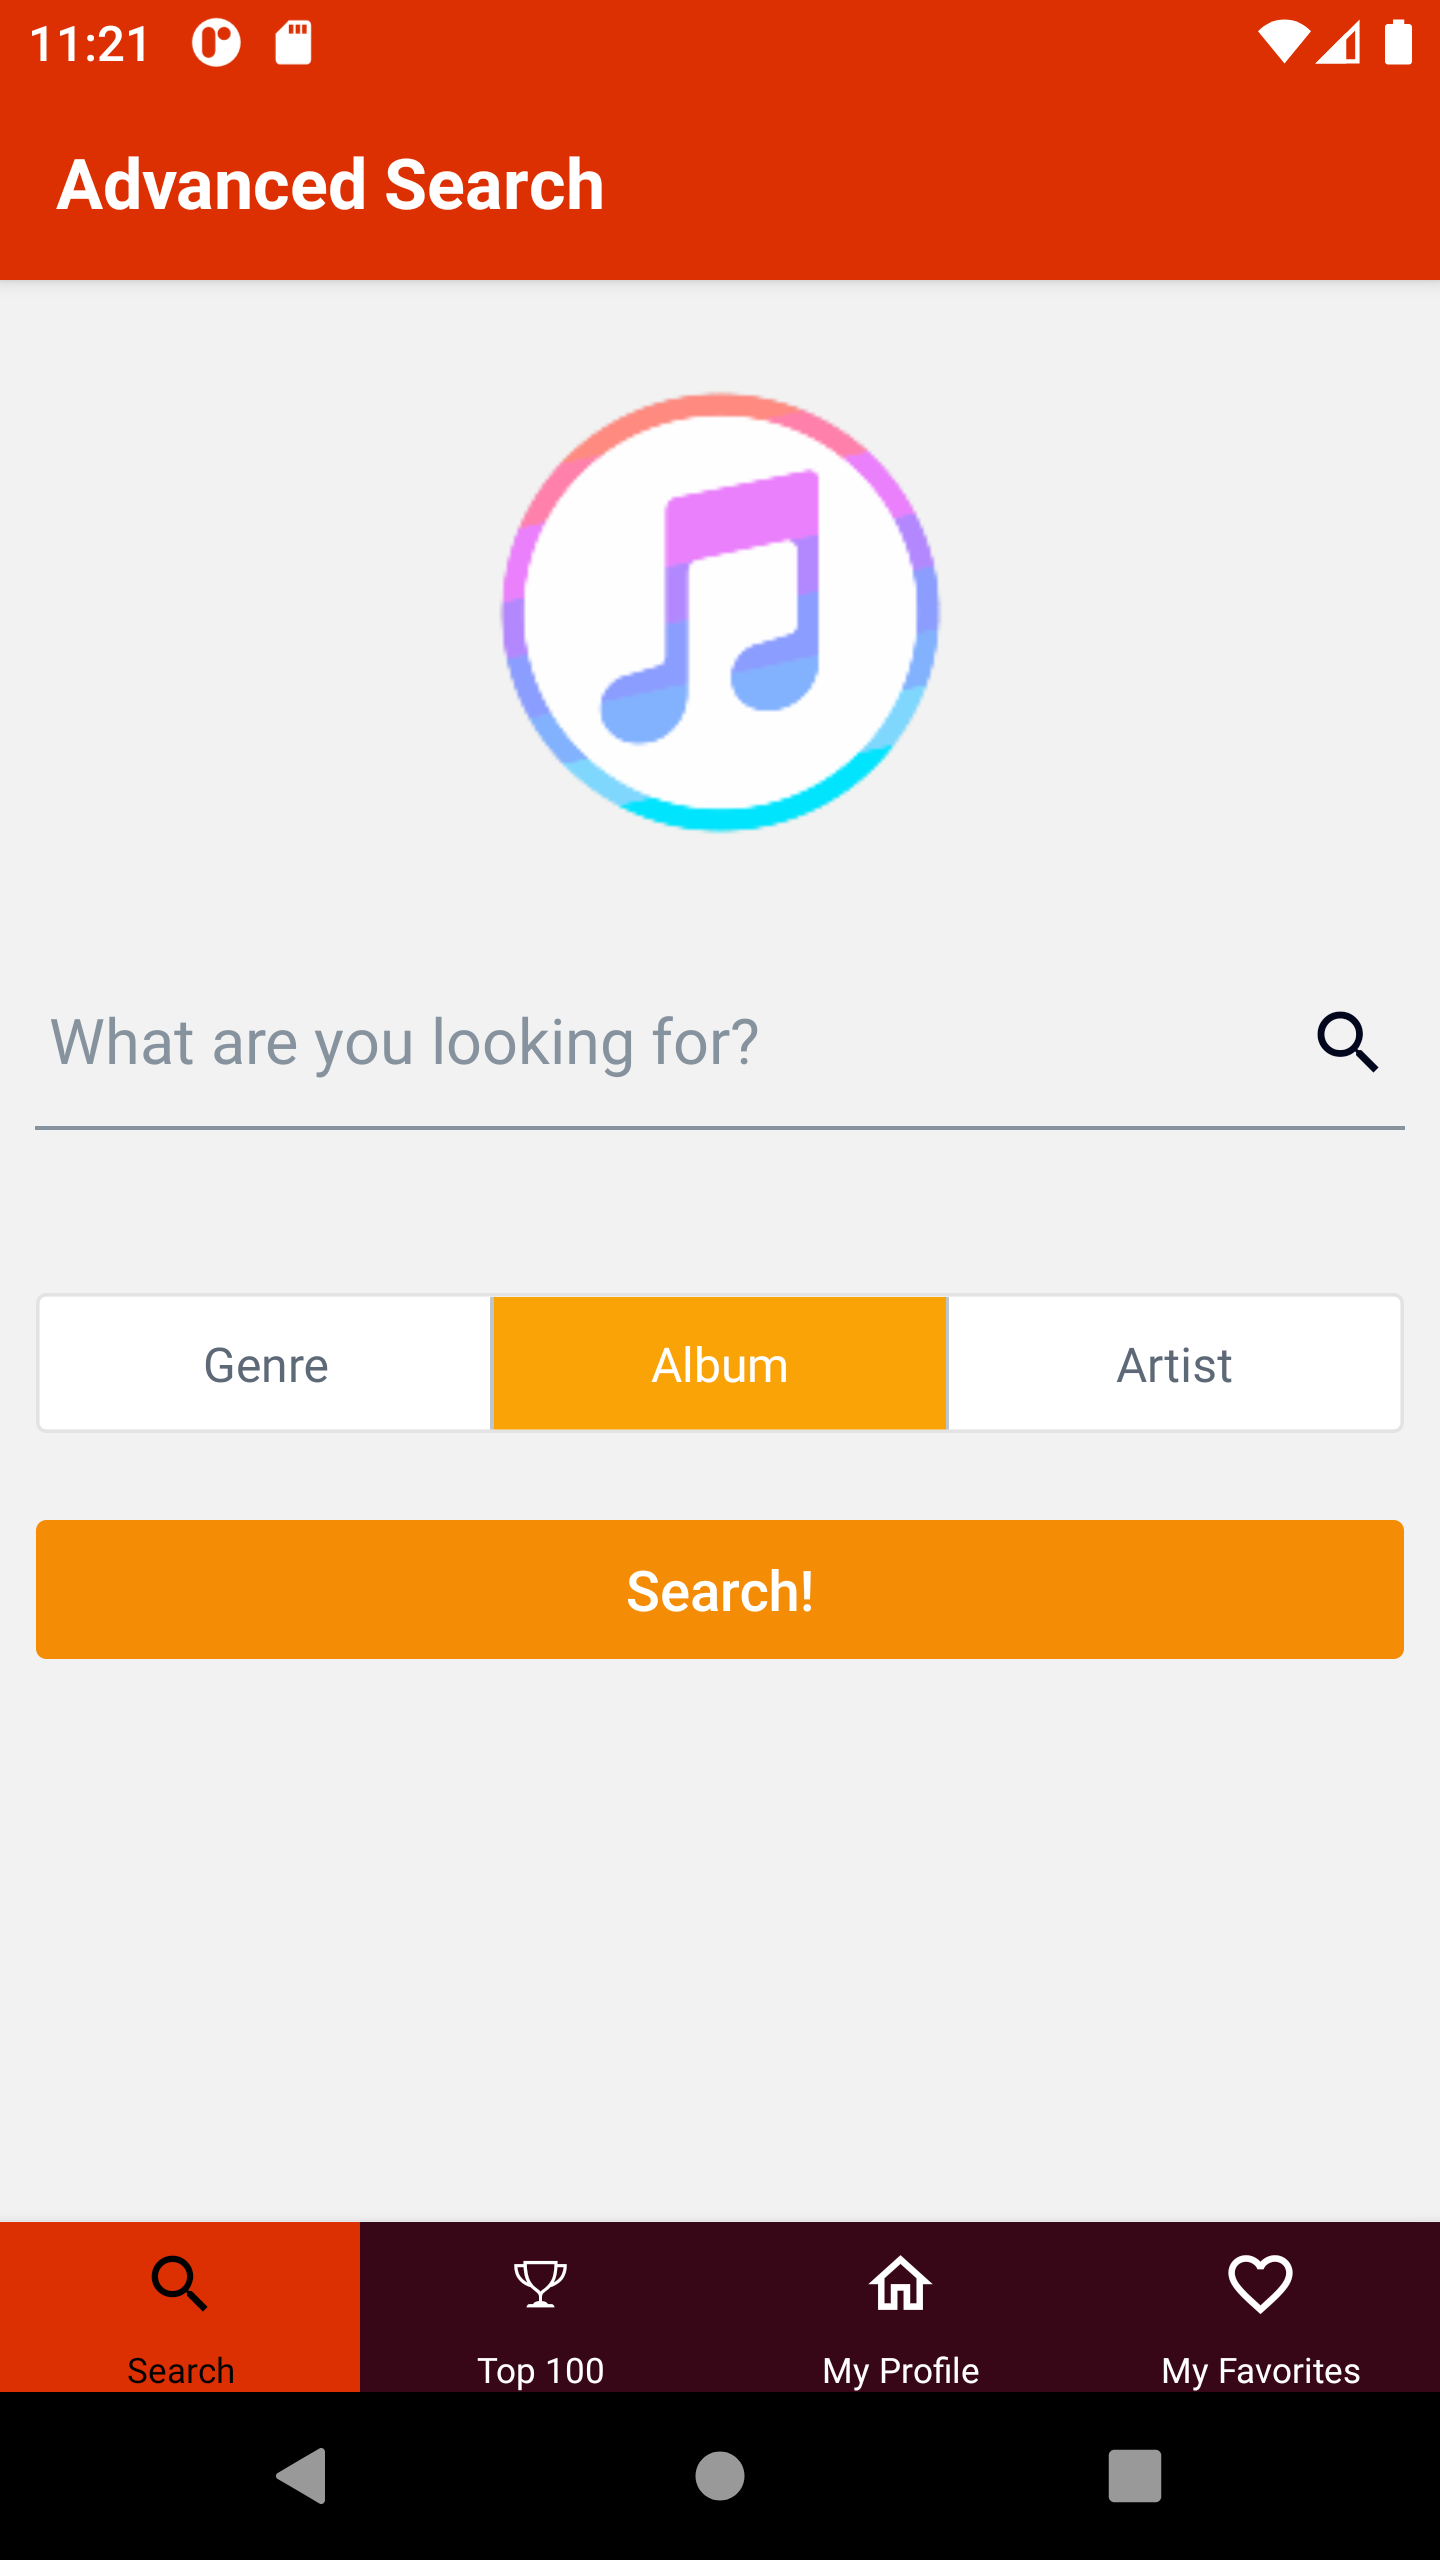 11:21
Advanced Search
What are you looking for?
Genre Album Artist
Search!
Search Top 100 My Profile My Favorites